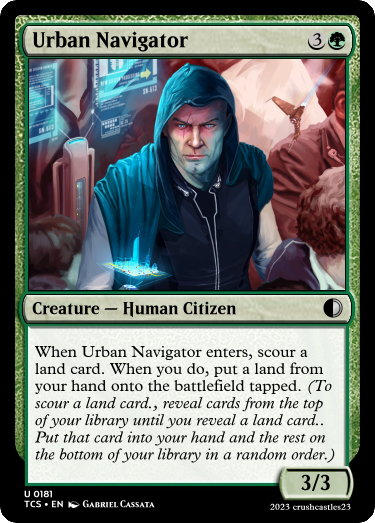 Urban Navigator 3
Creature — Human Citizen
When Urban Navigator enters, scour a
land card. When you do, put a land from
your hand onto the battlefield tapped. (To
scour a land card., reveal cards from the top
of your library until you reveal a land card..
Put that card into your hand and the rest on
the bottom of your library in a random order.)
3/3
U 0181
TCS • EN GABRIEL CASSATA
2023 crushcastles23